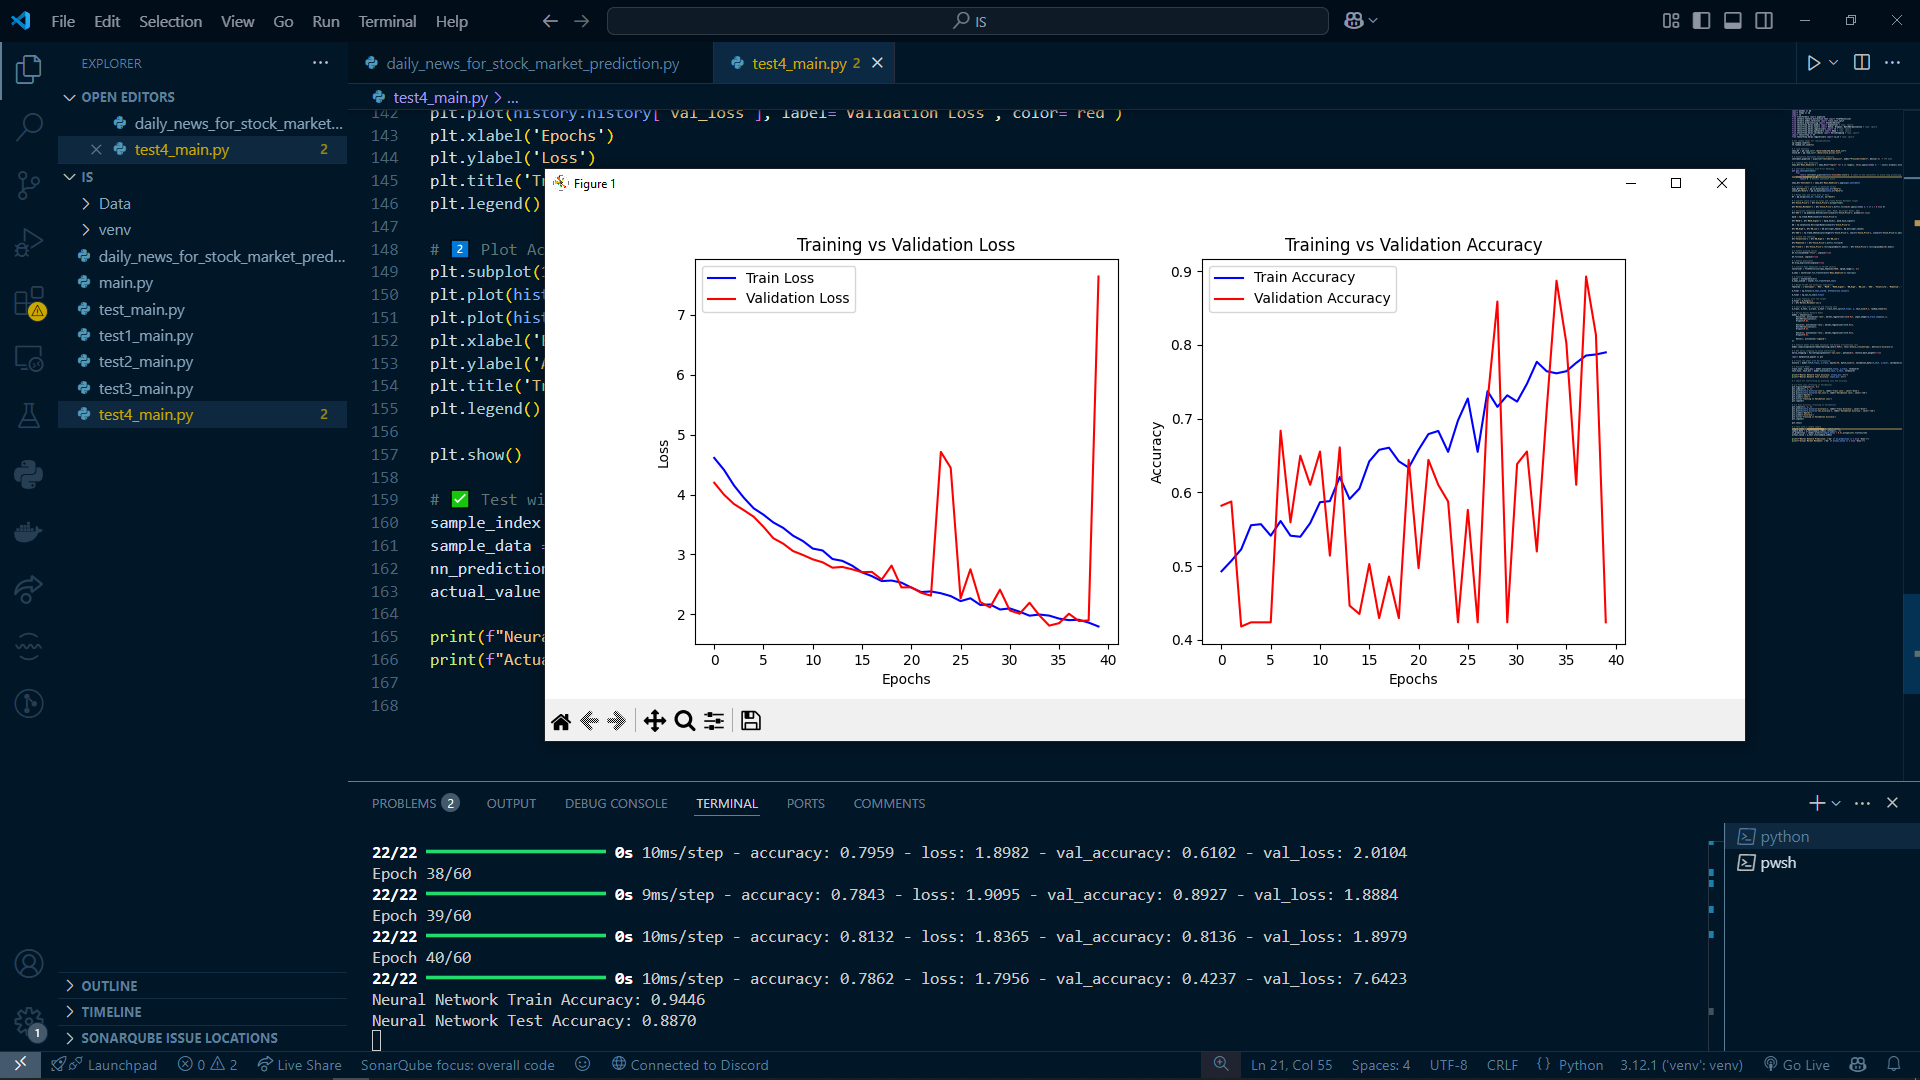 File Edit Selection View Go Run Terminal Help
IS
EXPLORER
OPEN EDITORS
daily_news_for_stock_market...
test4_main.py 2
IS
Data
venv
daily_news_for_stock_market_pred...
main.py
test_main.py
test1_main.py
test2_main.py
test3_main.py
test4_main.py 2
OUTLINE
TIMELINE
SONARQUBE ISSUE LOCATIONS
1
daily_news_for_stock_market_prediction.py
test4_main.py 2
test4_main.py > ...
142 plt.plot(history.history['val_loss'], label='Validation Loss', color='red')
143 plt.xlabel('Epochs')
144 plt.ylabel('Loss')
145 plt.title('Tr
146 plt.legend()
147
148 # 2 Plot Ac
149 plt.subplot(
150 plt.plot(hist
151 plt.plot(hist
152 plt.xlabel('
153 plt.ylabel('A
154 plt.title('Tr
155 plt.legend()
156
157 plt.show()
158
159 # ✅ Test wi
160 sample_index
161 sample_data =
162 nn_prediction
163 actual_value
164
165 print(f"Neura
166 print(f"Actua
167
168
Figure 1
Training vs Validation Loss
Train Loss
Validation Loss
Loss
7
6
5
4
3
2
0 5 10 15 20 25 30 35 40
Epochs
Training vs Validation Accuracy
Train Accuracy
Validation Accuracy
Accuracy
0.9
0.8
0.7
0.6
0.5
0.4
0 5 10 15 20 25 30 35 40
Epochs
PROBLEMS 2 OUTPUT DEBUG CONSOLE TERMINAL PORTS COMMENTS
22/22 0s 10ms/step - accuracy: 0.7959 - loss: 1.8982 - val_accuracy: 0.6102 - val_loss: 2.0104
Epoch 38/60
22/22 0s 9ms/step - accuracy: 0.7843 - loss: 1.9095 - val_accuracy: 0.8927 - val_loss: 1.8884
Epoch 39/60
22/22 0s 10ms/step - accuracy: 0.8132 - loss: 1.8365 - val_accuracy: 0.8136 - val_loss: 1.8979
Epoch 40/60
22/22 0s 10ms/step - accuracy: 0.7862 - loss: 1.7956 - val_accuracy: 0.4237 - val_loss: 7.6423
Neural Network Train Accuracy: 0.9446
Neural Network Test Accuracy: 0.8870
python
pwsh
Launchpad 0 2 Live Share SonarQube focus: overall code Connected to Discord Ln 21, Col 55 Spaces: 4 UTF-8 CRLF {} Python 3.12.1 ('venv': venv) Go Live